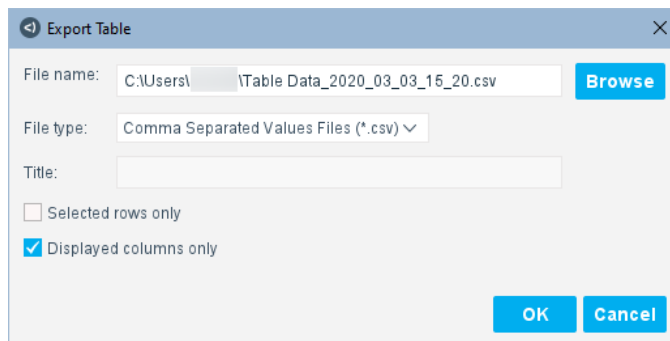 Export Table
File name: C:\Users\ \Table Data_2020_03_03_15_20.csv Browse
File type: Comma Separated Values Files (*.csv)
Title:
Selected rows only
Displayed columns only
OK Cancel